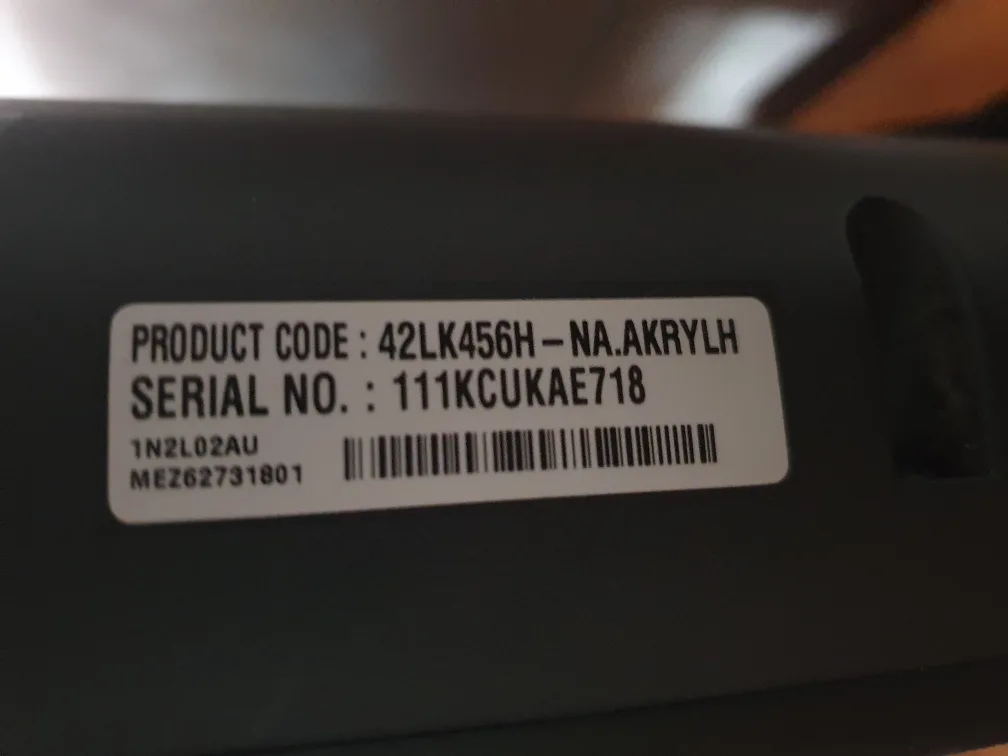 PRODUCT CODE : 42LK456H – NA.AKRYLH
SERIAL NO. : 111KCUKAE718
1N2L02AU
MEZ62731801